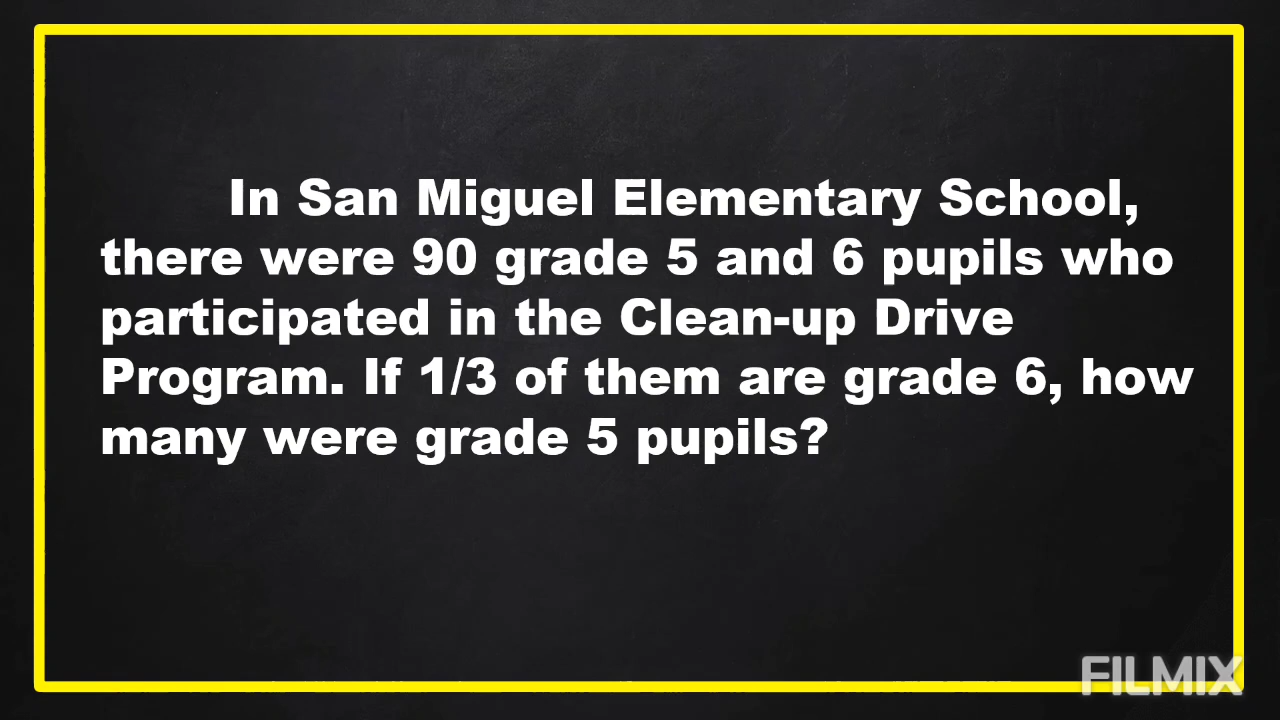 In San Miguel Elementary School,
there were 90 grade 5 and 6 pupils who
participated in the Clean-up Drive
Program. If 1/3 of them are grade 6, how
many were grade 5 pupils?
FILMIX